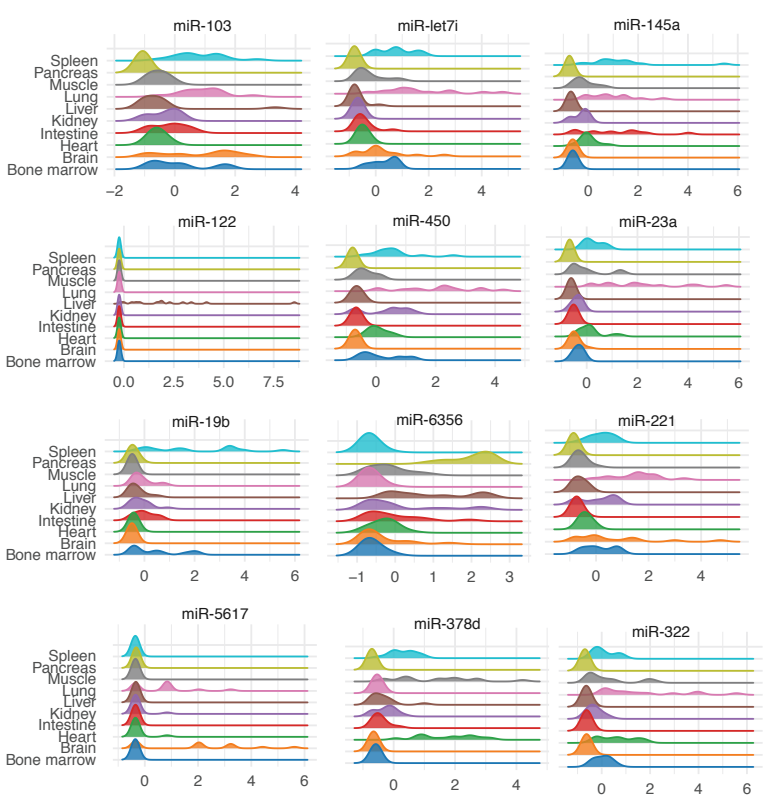 miR-103 miR-let7i miR-145a
Spleen
Pancreas
Muscle
Lung
Liver
Kidney
Intestine
Heart
Brain
Bone marrow
−2 0 2 4 0 2 4 0 2 4 6
miR-122 miR-450 miR-23a
Spleen
Pancreas
Muscle
Lung
Liver
Kidney
Intestine
Heart
Brain
Bone marrow
0.0 2.5 5.0 7.5 0 2 4 0 2 4 6
miR-19b miR-6356 miR-221
Spleen
Pancreas
Muscle
Lung
Liver
Kidney
Intestine
Heart
Brain
Bone marrow
0 2 4 6 −1 0 1 2 3 0 2 4
miR-5617 miR-378d miR-322
Spleen
Pancreas
Muscle
Lung
Liver
Kidney
Intestine
Heart
Brain
Bone marrow
0 2 4 6 0 2 4 0 2 4 6